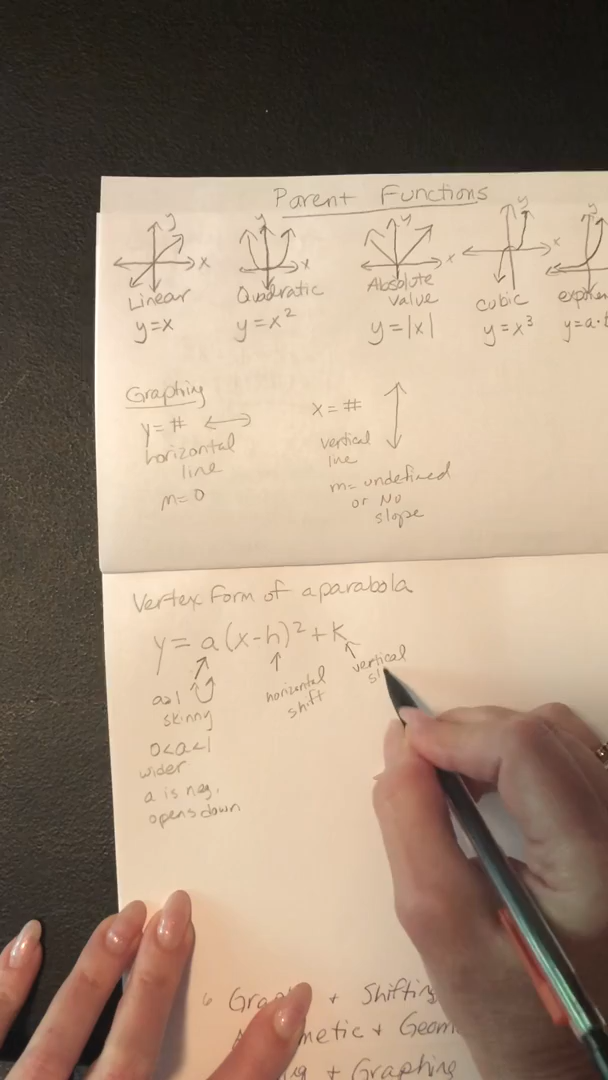 Parent Functions
y y y y y
x x x x
Linear Quadratic Absolute value cubic expone
y=x y=x² y=|x| y=x³ y=a·b
Graphing
y=# x=#
horizontal line vertical line
m=0 m=undefined or No slope
Vertex Form of a parabola
y=a(x-h)²+k
a>1
skinny
0<a<1
wider
a is neg.
opens down
horizontal
shift
vertical
s
Shifting
+ Geom
+ Graphing